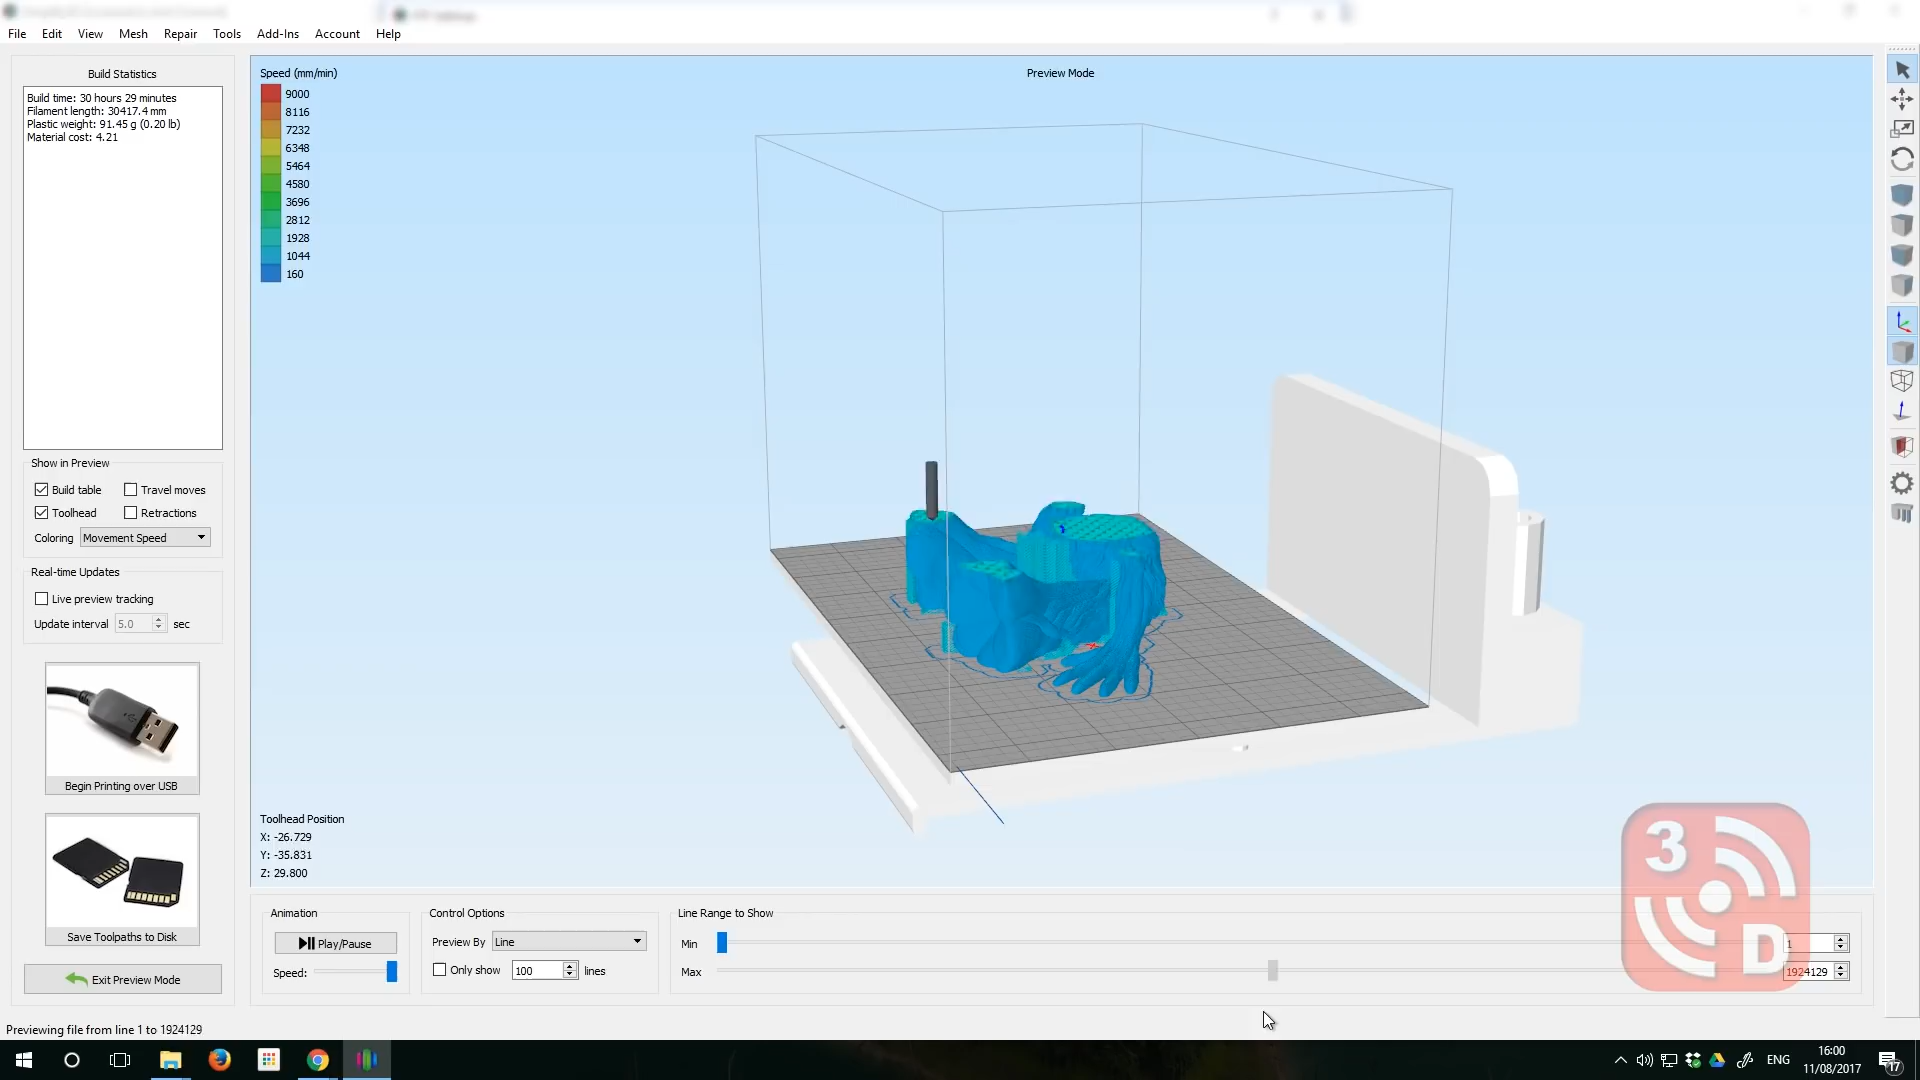 File Edit View Mesh Repair Tools Add-Ins Account Help
Build Statistics
Build time: 30 hours 29 minutes
Filament length: 30417.4 mm
Plastic weight: 91.45 g (0.20 lb)
Material cost: 4.21
Show in Preview
Build table Travel moves
Toolhead Retractions
Coloring Movement Speed
Real-time Updates
Live preview tracking
Update interval 5.0 sec
Begin Printing over USB
Save Toolpaths to Disk
Exit Preview Mode
Speed (mm/min)
9000
8116
7232
6348
5464
4580
3696
2812
1928
1044
160
Preview Mode
Toolhead Position
X: -26.729
Y: -35.831
Z: 29.800
Animation
Play/Pause
Speed:
Control Options
Preview By Line
Only show 100 lines
Line Range to Show
Min 1
Max 1924129
3
D
Previewing file from line 1 to 1924129
ENG
16:00
11/08/2017
17